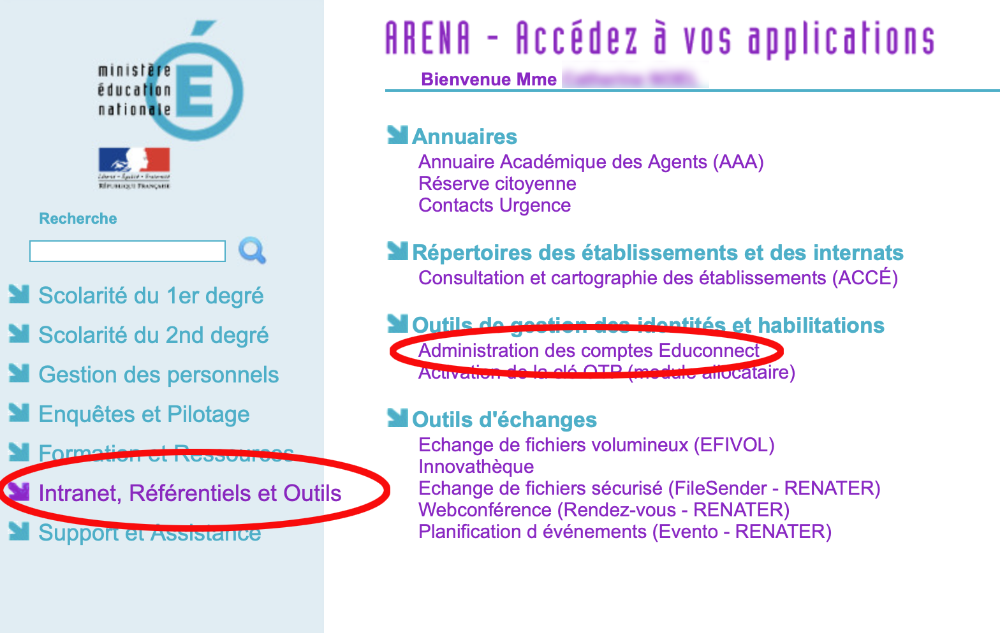 ministère
éducation
nationale
Liberté • Égalité • Fraternité
RÉPUBLIQUE FRANÇAISE
Recherche
Scolarité du 1er degré
Scolarité du 2nd degré
Gestion des personnels
Enquêtes et Pilotage
Formation et Ressources
Intranet, Référentiels et Outils
Support et Assistance
ARENA - Accédez à vos applications
Bienvenue Mme
Annuaires
Annuaire Académique des Agents (AAA)
Réserve citoyenne
Contacts Urgence
Répertoires des établissements et des internats
Consultation et cartographie des établissements (ACCÉ)
Outils de gestion des identités et habilitations
Administration des comptes Educonnect
Activation de la clé OTP (module allocataire)
Outils d'échanges
Echange de fichiers volumineux (EFIVOL)
Innovathèque
Echange de fichiers sécurisé (FileSender - RENATER)
Webconférence (Rendez-vous - RENATER)
Planification d événements (Evento - RENATER)